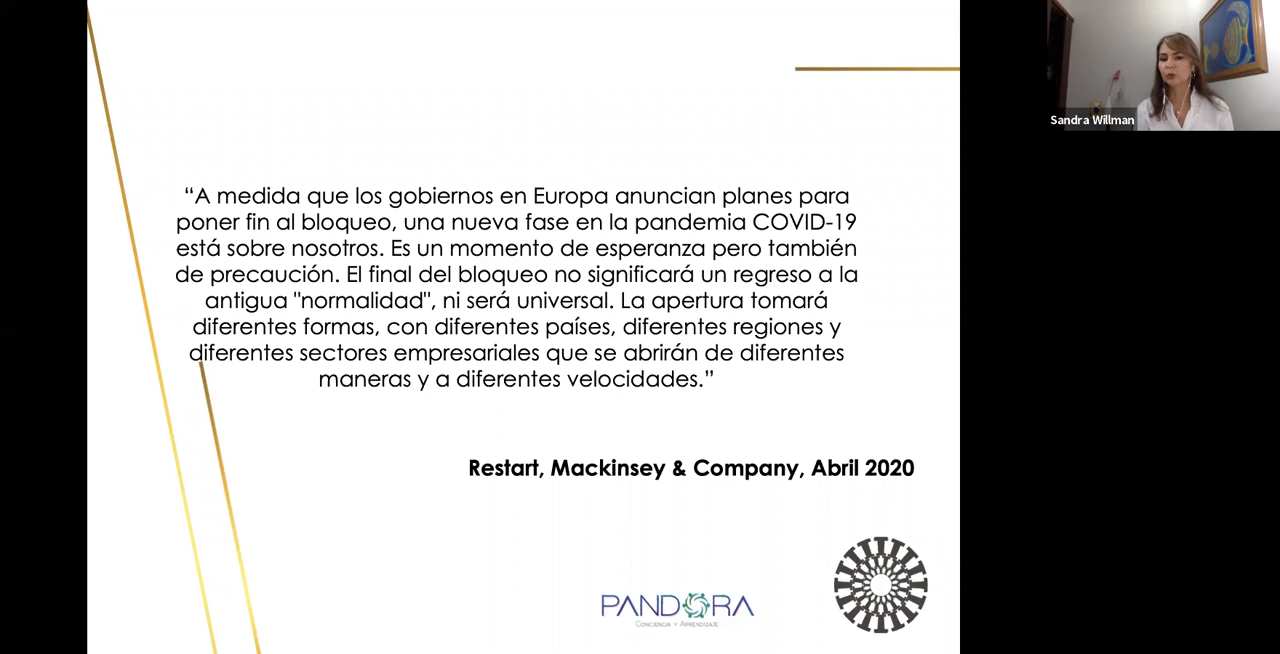 Sandra Willman
“A medida que los gobiernos en Europa anuncian planes para
poner fin al bloqueo, una nueva fase en la pandemia COVID-19
está sobre nosotros. Es un momento de esperanza pero también
de precaución. El final del bloqueo no significará un regreso a la
antigua "normalidad", ni será universal. La apertura tomará
diferentes formas, con diferentes países, diferentes regiones y
diferentes sectores empresariales que se abrirán de diferentes
maneras y a diferentes velocidades.”
Restart, Mackinsey & Company, Abril 2020
PANDORA
Conciencia y Aprendizaje